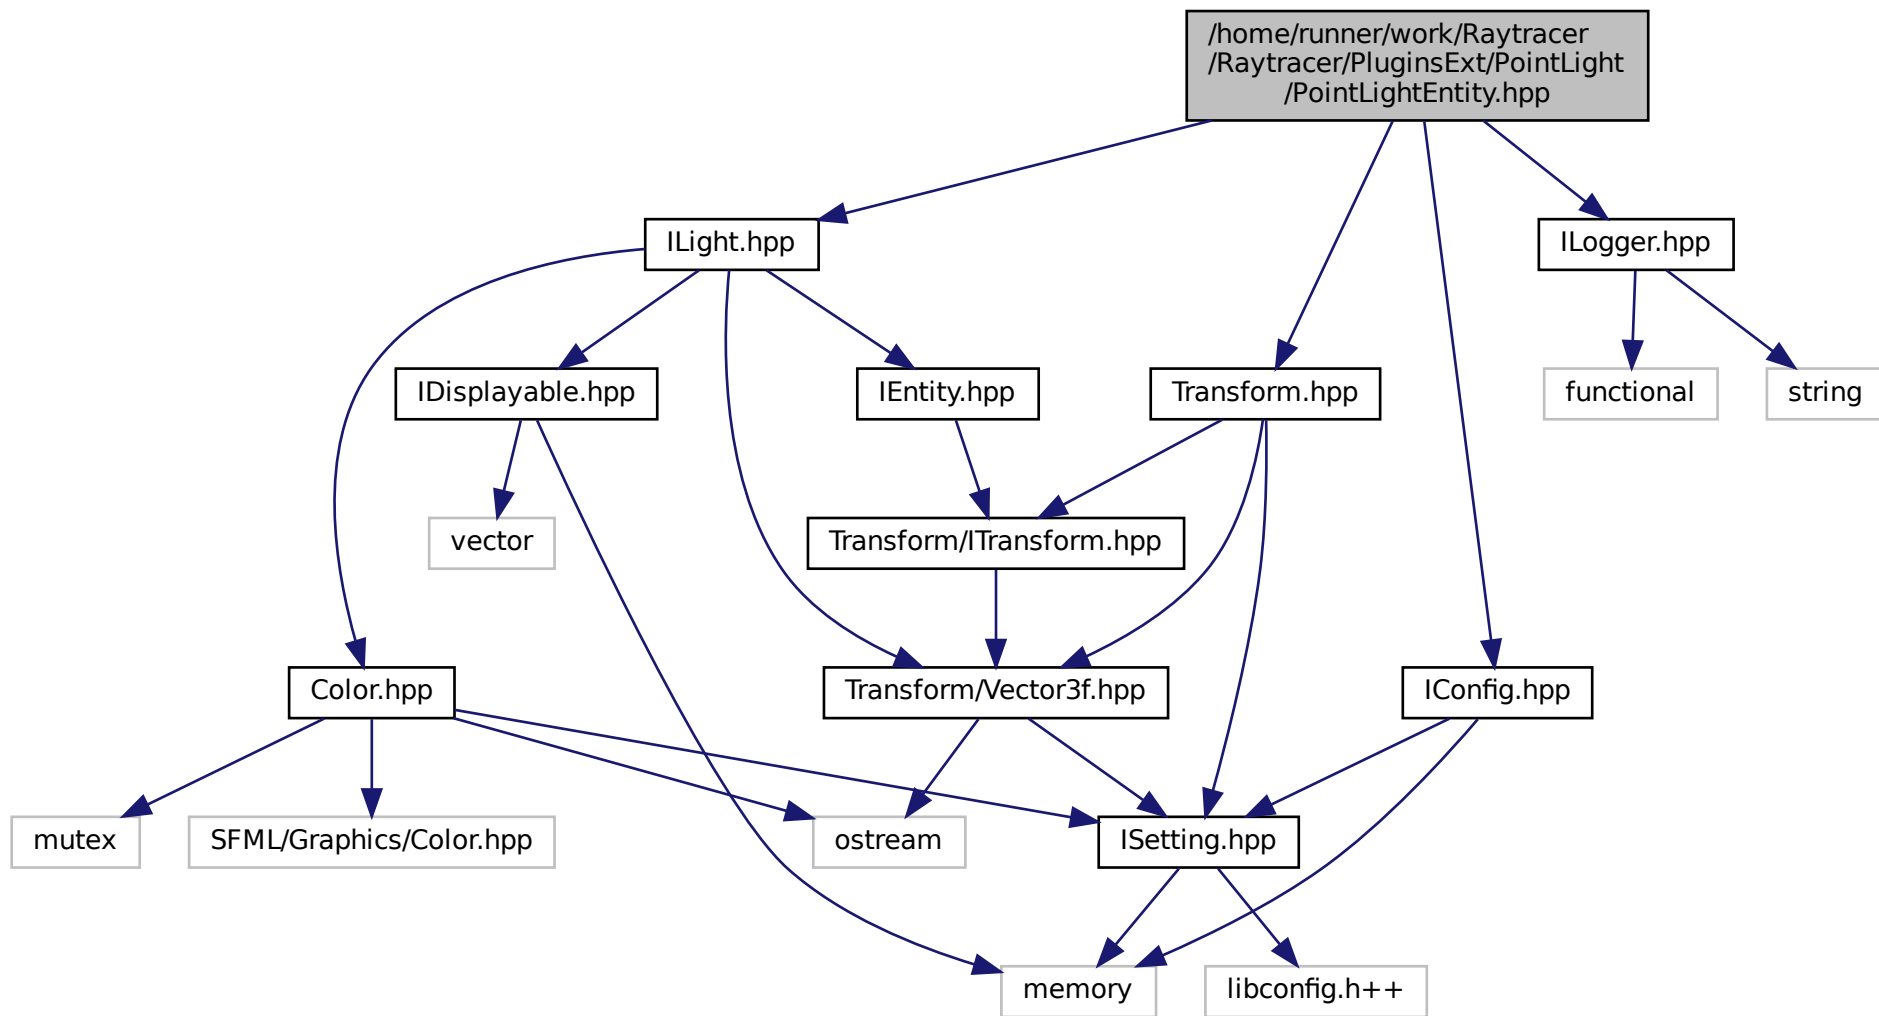 /home/runner/work/Raytracer
/Raytracer/PluginsExt/PointLight
/PointLightEntity.hpp
ILight.hpp
ILogger.hpp
IDisplayable.hpp
IEntity.hpp
Transform.hpp
functional
string
vector
Transform/ITransform.hpp
Color.hpp
Transform/Vector3f.hpp
IConfig.hpp
mutex
SFML/Graphics/Color.hpp
ostream
ISetting.hpp
memory
libconfig.h++